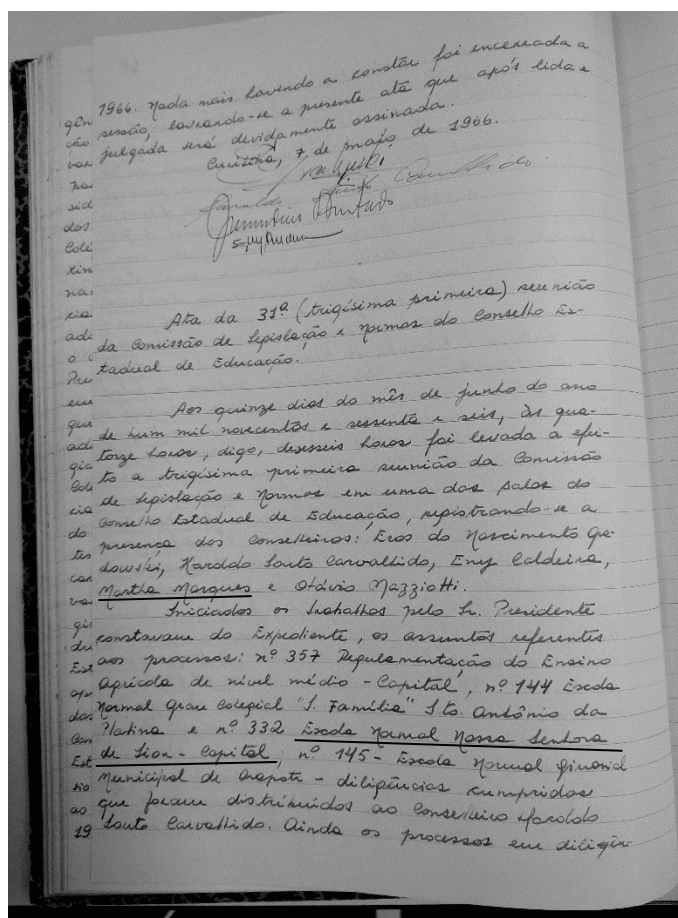 1966. Nada mais havendo a constar foi encerrada a
sessão, lavrando-se a presente ata que após lida e
julgada será devidamente assinada.
Curitiba, 7 de maio de 1966.
Ata da 31ª (trigésima primeira) reunião
da Comissão de Legislação e Normas do Conselho Es-
tadual de Educação.
Aos quinze dias do mês de junho do ano
de hum mil novecentos e sessenta e seis, às qua-
torze horas, digo, dezesseis horas foi levada a efei-
to a trigísima primeira reunião da Comissão
de Legislação e Normas em uma das salas do
Conselho Estadual de Educação, registrando-se a
presença dos Conselheiros: Eros do Nascimento Gra-
dowski, Haroldo Souto Carvalhido, Eny Caldeira,
Martha Marques e Otávio Mazziotti.
Iniciados os trabalhos pelo Sr. Presidente
constavam do Expediente, os assuntos referentes
aos processos: nº 357 Regulamentação do Ensino
Agrícola de nível médio - Capital, nº 144 Escola
Normal Grau Colegial "S. Família" Sto. Antônio da
Platina e nº 332 Escola Normal Nossa Senhora
de Sion - Capital; nº 145 - Escola Normal Ginasial
Municipal de - diligências cumpridas
que foram distribuídos ao Conselheiro Haroldo
Souto Carvalhido. Ainda os processos em diligên-